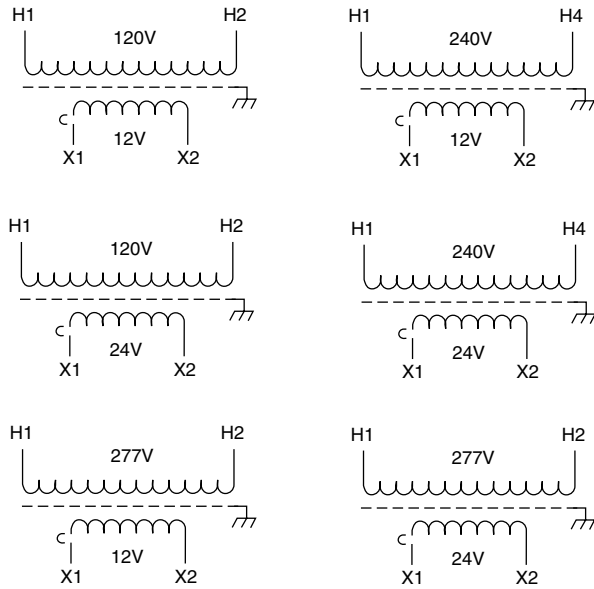 H1 H2 H1 H4
120V 240V
12V 12V
X1 X2 X1 X2
H1 H2 H1 H4
120V 240V
24V 24V
X1 X2 X1 X2
H1 H2 H1 H2
277V 277V
12V 24V
X1 X2 X1 X2